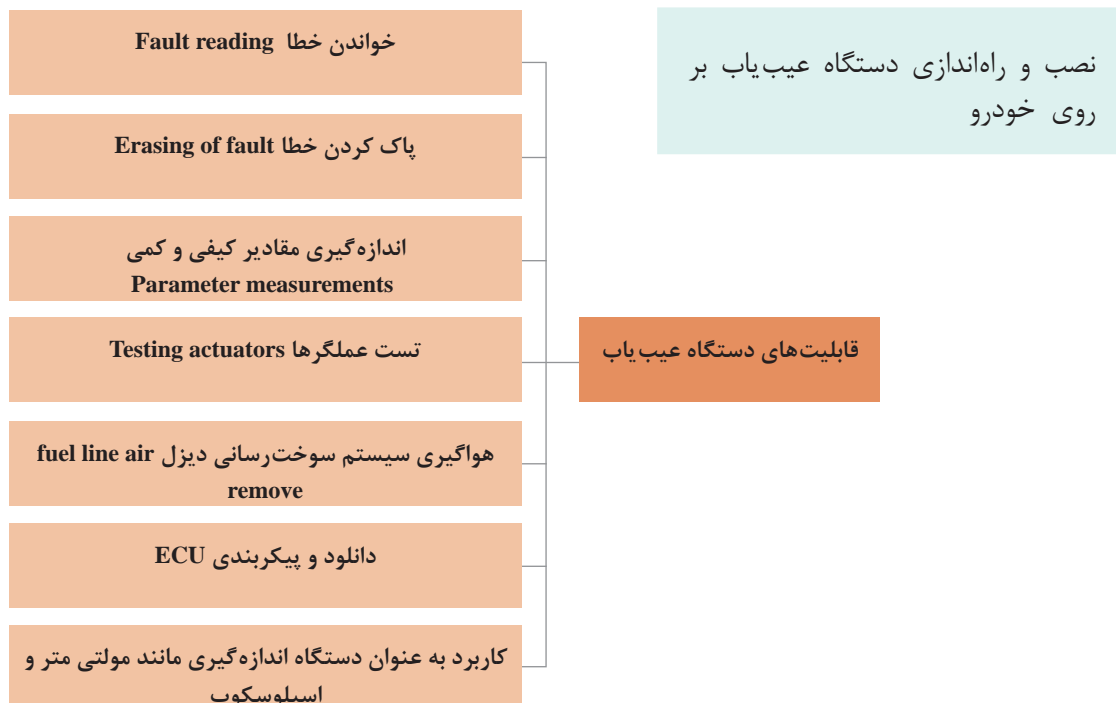 نصب و راه‌اندازی دستگاه عیب‌یاب بر
روی خودرو
قابلیت‌های دستگاه عیب‌یاب
خواندن خطا Fault reading
پاک کردن خطا Erasing of fault
اندازه‌گیری مقادیر کیفی و کمی
Parameter measurements
تست عملگرها Testing actuators
هواگیری سیستم سوخت‌رسانی دیزل fuel line air
remove
دانلود و پیکربندی ECU
کاربرد به عنوان دستگاه اندازه‌گیری مانند مولتی متر و
اسیلوسکوپ